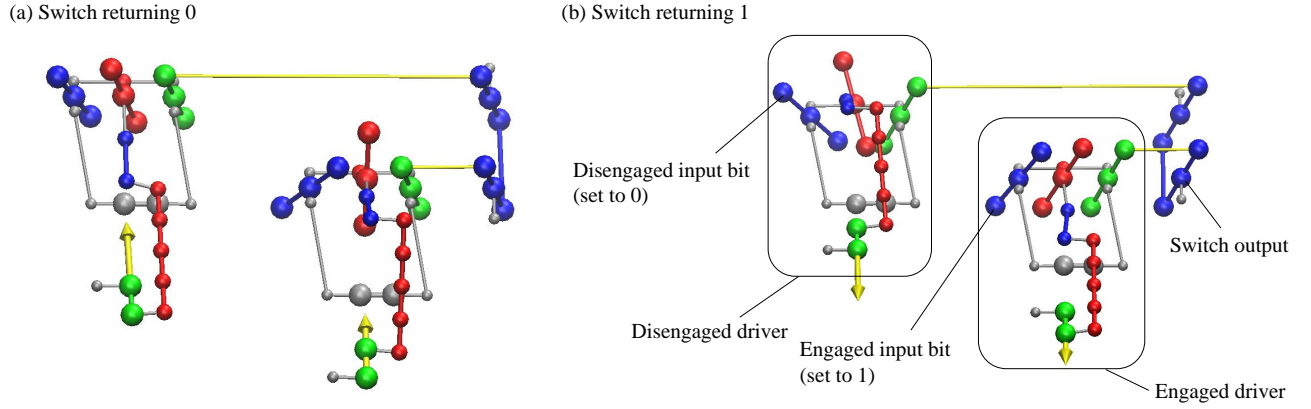 (a) Switch returning 0
(b) Switch returning 1
Disengaged input bit
(set to 0)
Switch output
Disengaged driver
Engaged input bit
(set to 1)
Engaged driver